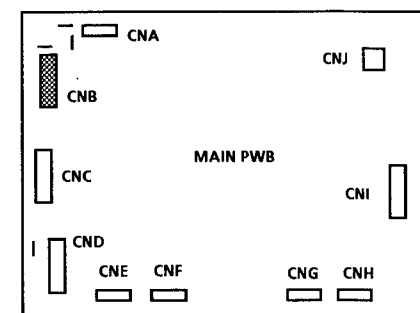 CNA
CNJ
CNB
MAIN PWB
CNC
CNI
CND
CNE CNF CNG CNH